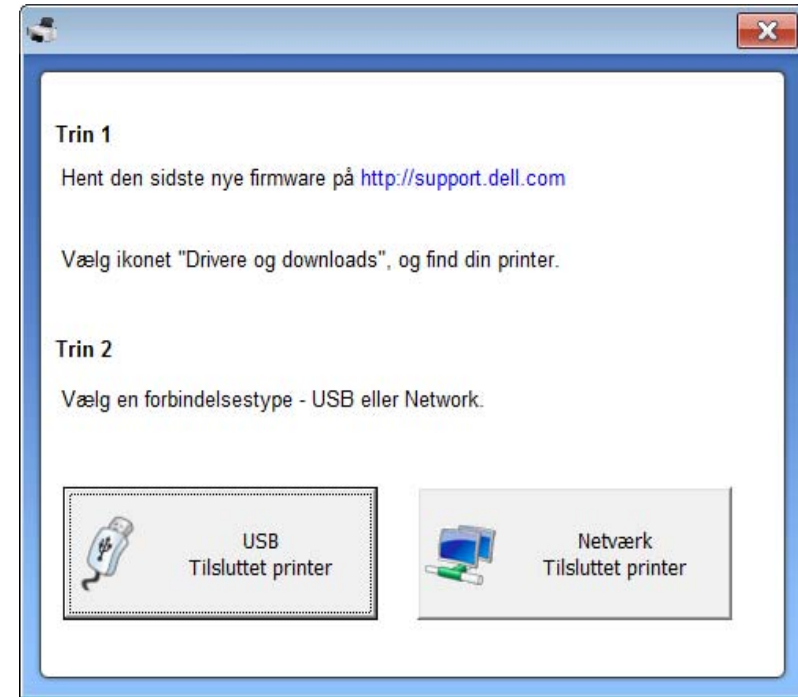 Trin 1
Hent den sidste nye firmware på http://support.dell.com
Vælg ikonet "Drivere og downloads", og find din printer.
Trin 2
Vælg en forbindelsestype - USB eller Network.
USB
Tilsluttet printer
Netværk
Tilsluttet printer